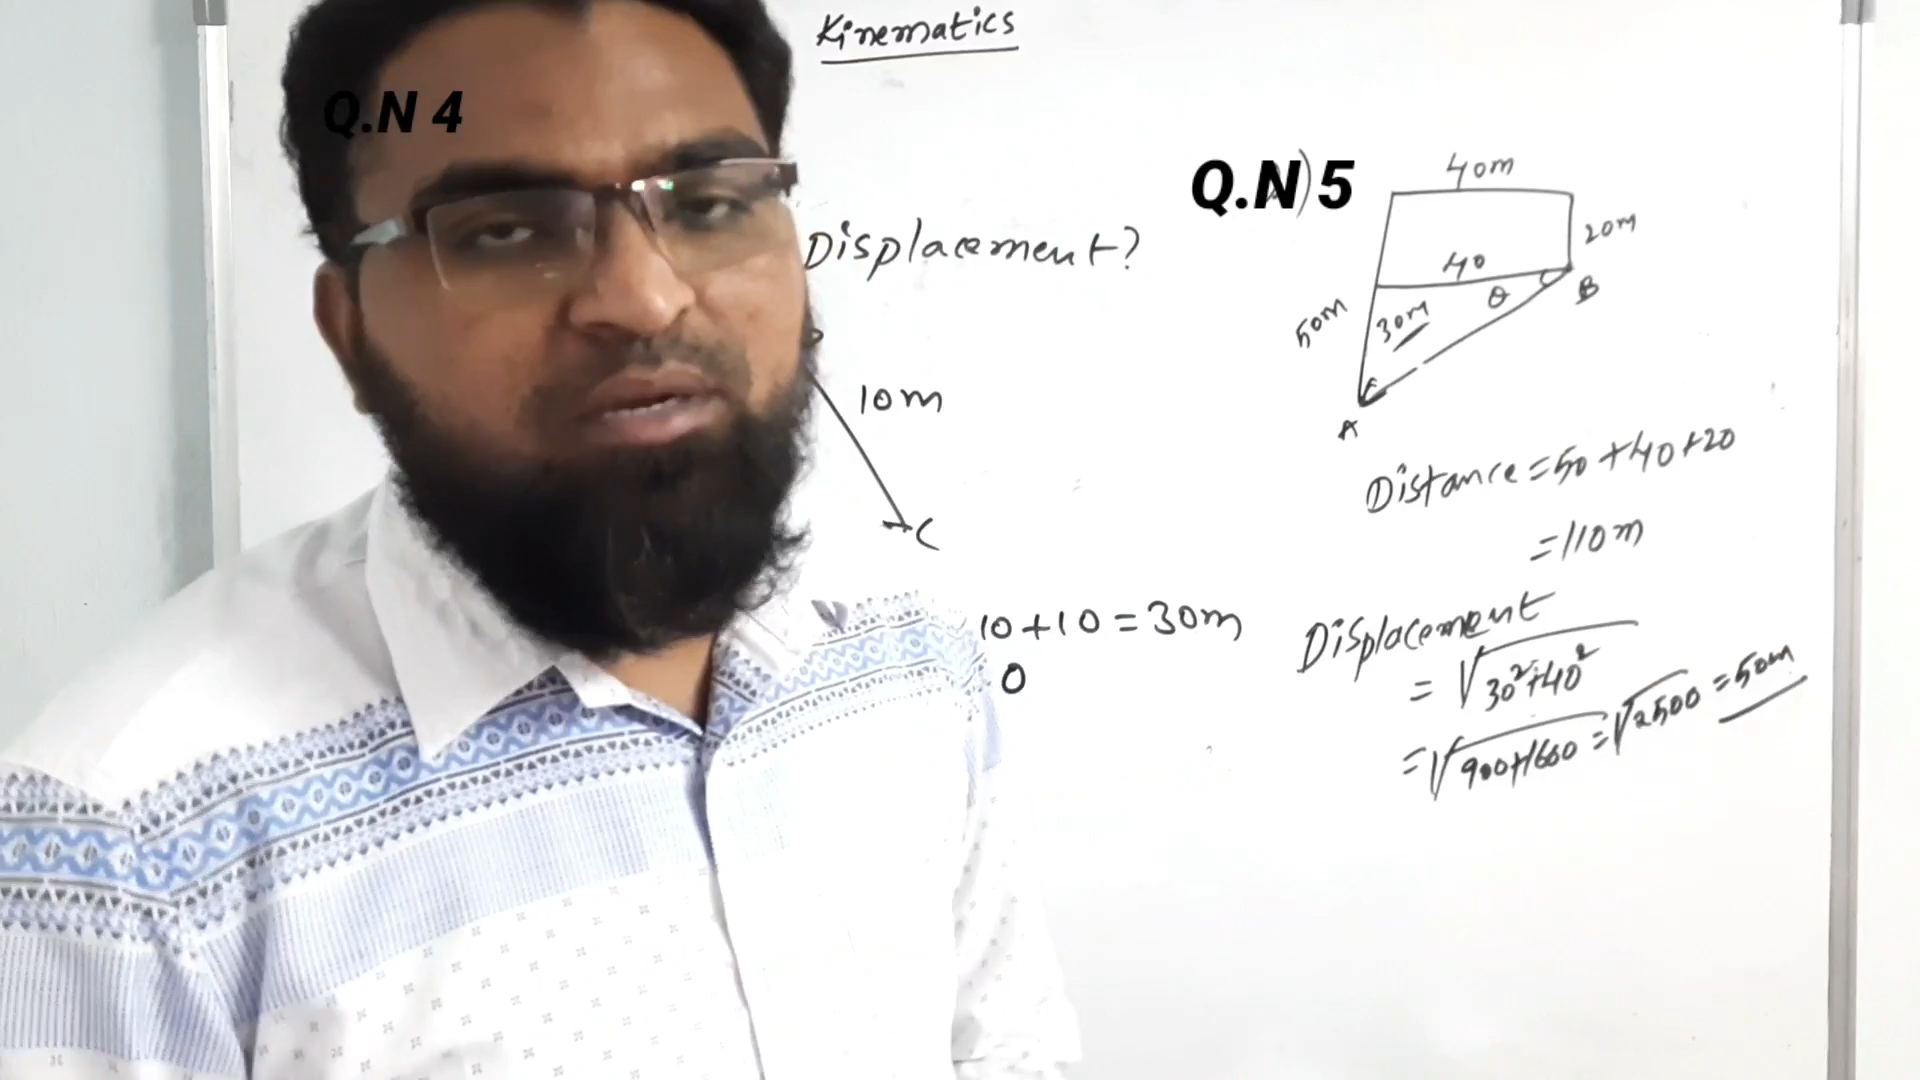 Kinematics
Q.N 4
Displacement?
10m
C
10+10=30m
0
Q.N) 5
40m
20m
40
θ
B
50m
30m
A
Distance=50+40+20
=110m
Displacement
=√30²+40²
=√900+1600=√2500=50m